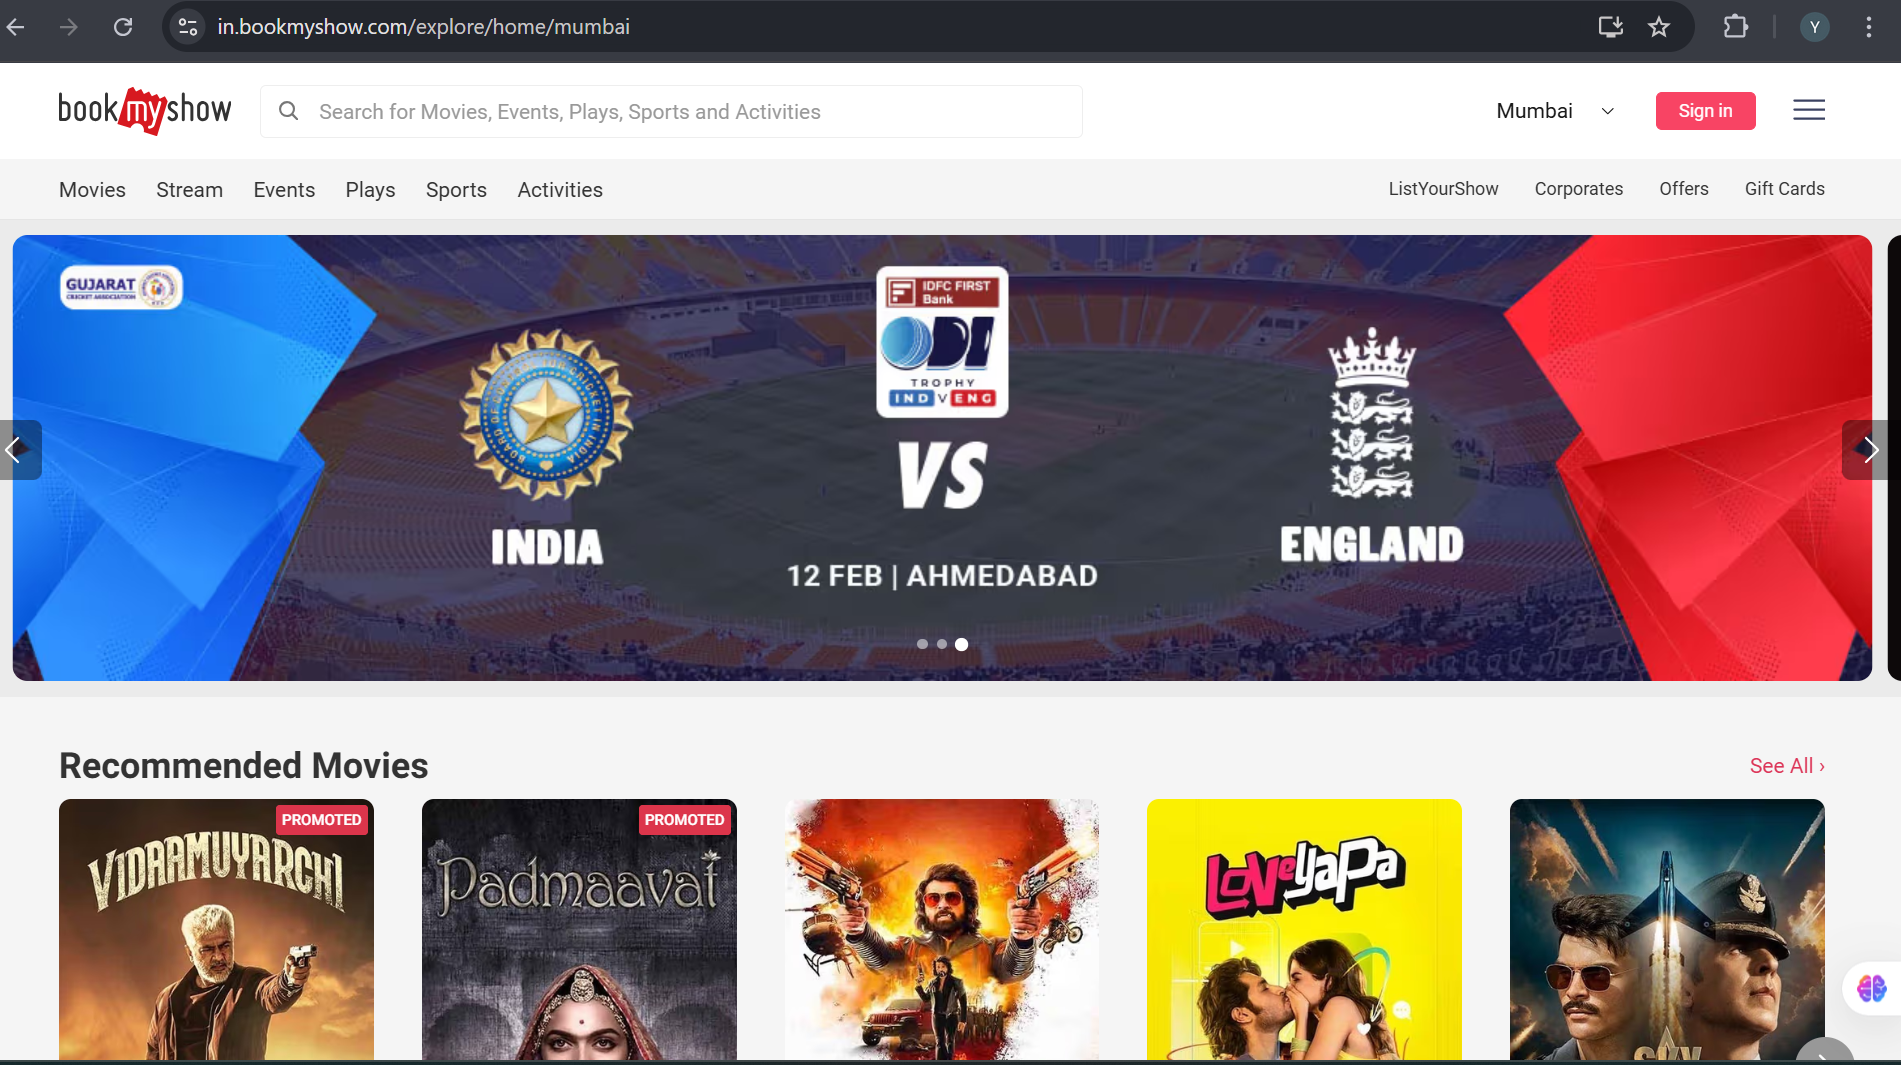 in.bookmyshow.com/explore/home/mumbai
Y
bookmyshow
Search for Movies, Events, Plays, Sports and Activities
Mumbai
Sign in
Movies Stream Events Plays Sports Activities
ListYourShow Corporates Offers Gift Cards
GUJARAT
CRICKET ASSOCIATION
IDFC FIRST
Bank
ODI
TROPHY
IND V ENG
BOARD OF CONTROL FOR CRICKET IN INDIA
VS
INDIA
ENGLAND
12 FEB | AHMEDABAD
Recommended Movies
See All ›
PROMOTED
VIDAAMUYARCHI
PROMOTED
Padmaavat
LOVEYAPA
SKY